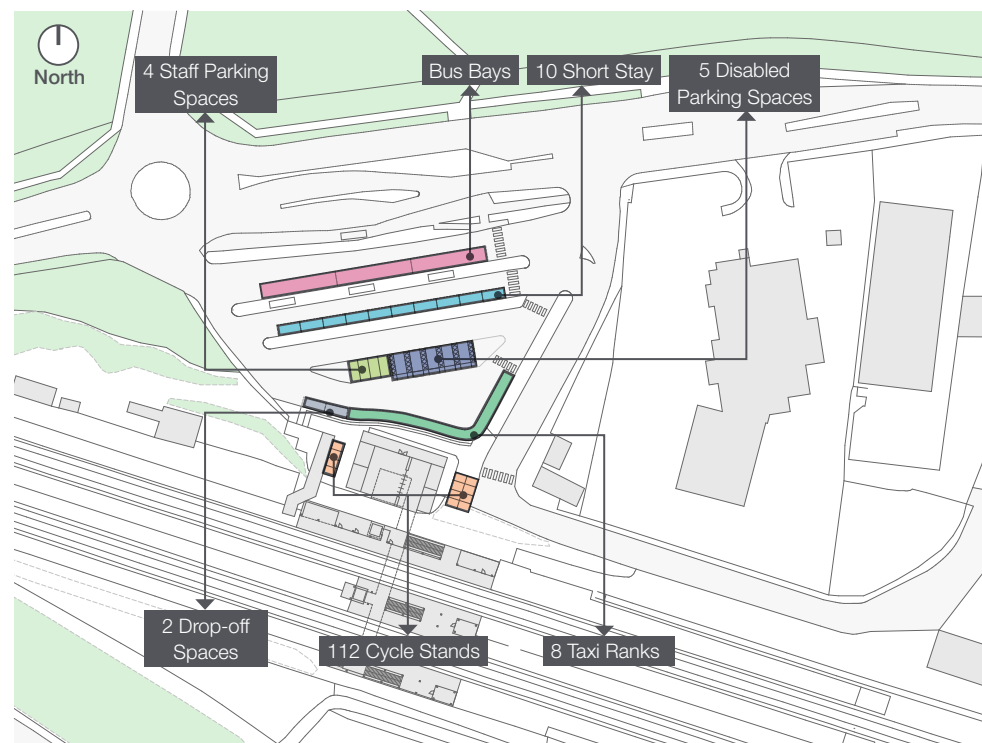 North
4 Staff Parking
Spaces
Bus Bays
10 Short Stay
5 Disabled
Parking Spaces
2 Drop-off
Spaces
112 Cycle Stands
8 Taxi Ranks